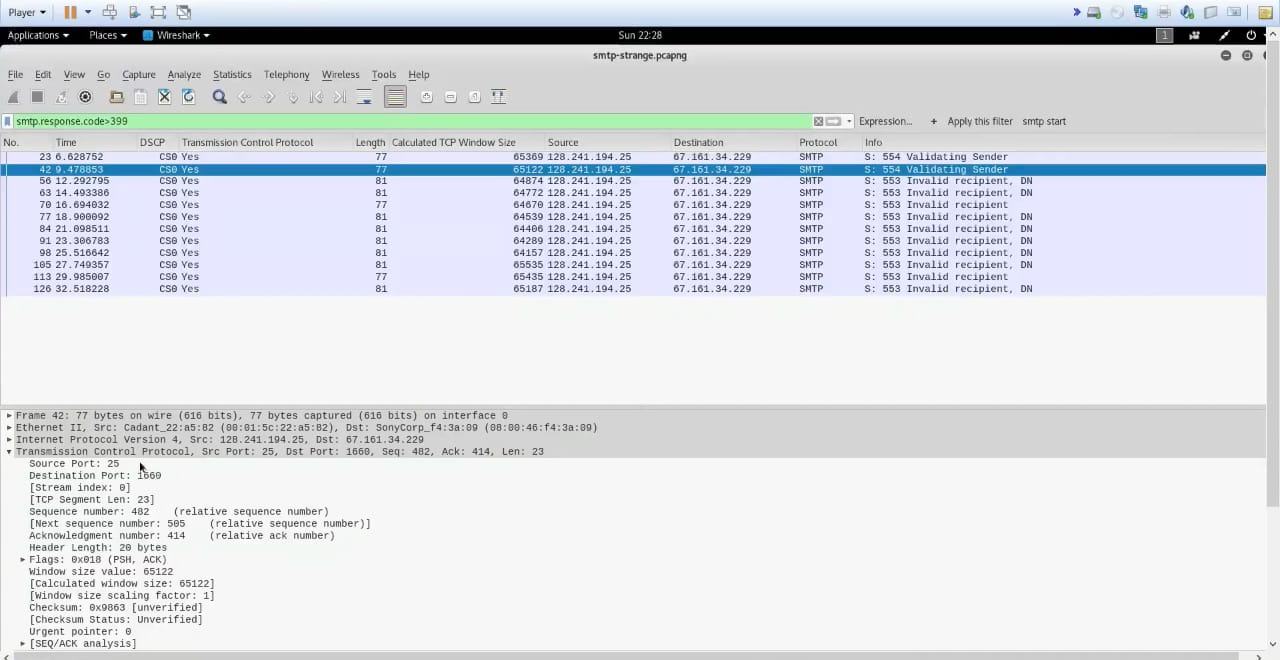 Player
Applications Places Wireshark Sun 22:28 1
smtp-strange.pcapng
File Edit View Go Capture Analyze Statistics Telephony Wireless Tools Help
smtp.response.code>399 Expression... + Apply this filter smtp start
No. Time DSCP Transmission Control Protocol Length Calculated TCP Window Size Source Destination Protocol Info
23 6.628752 CS0 Yes 77 65369 128.241.194.25 67.161.34.229 SMTP S: 554 Validating Sender
42 9.478853 CS0 Yes 77 65122 128.241.194.25 67.161.34.229 SMTP S: 554 Validating Sender
56 12.292795 CS0 Yes 81 64874 128.241.194.25 67.161.34.229 SMTP S: 553 Invalid recipient, DN
63 14.493386 CS0 Yes 81 64772 128.241.194.25 67.161.34.229 SMTP S: 553 Invalid recipient, DN
70 16.694032 CS0 Yes 77 64670 128.241.194.25 67.161.34.229 SMTP S: 553 Invalid recipient
77 18.900092 CS0 Yes 81 64539 128.241.194.25 67.161.34.229 SMTP S: 553 Invalid recipient, DN
84 21.098511 CS0 Yes 81 64406 128.241.194.25 67.161.34.229 SMTP S: 553 Invalid recipient, DN
91 23.306783 CS0 Yes 81 64289 128.241.194.25 67.161.34.229 SMTP S: 553 Invalid recipient, DN
98 25.516642 CS0 Yes 81 64157 128.241.194.25 67.161.34.229 SMTP S: 553 Invalid recipient, DN
105 27.749357 CS0 Yes 81 65535 128.241.194.25 67.161.34.229 SMTP S: 553 Invalid recipient, DN
113 29.985007 CS0 Yes 77 65435 128.241.194.25 67.161.34.229 SMTP S: 553 Invalid recipient
126 32.518228 CS0 Yes 81 65187 128.241.194.25 67.161.34.229 SMTP S: 553 Invalid recipient, DN
Frame 42: 77 bytes on wire (616 bits), 77 bytes captured (616 bits) on interface 0
Ethernet II, Src: Cadant_22:a5:82 (00:01:5c:22:a5:82), Dst: SonyCorp_f4:3a:09 (08:00:46:f4:3a:09)
Internet Protocol Version 4, Src: 128.241.194.25, Dst: 67.161.34.229
Transmission Control Protocol, Src Port: 25, Dst Port: 1660, Seq: 482, Ack: 414, Len: 23
Source Port: 25
Destination Port: 1660
[Stream index: 0]
[TCP Segment Len: 23]
Sequence number: 482 (relative sequence number)
[Next sequence number: 505 (relative sequence number)]
Acknowledgment number: 414 (relative ack number)
Header Length: 20 bytes
Flags: 0x018 (PSH, ACK)
Window size value: 65122
[Calculated window size: 65122]
[Window size scaling factor: 1]
Checksum: 0x9863 [unverified]
[Checksum Status: Unverified]
Urgent pointer: 0
[SEQ/ACK analysis]